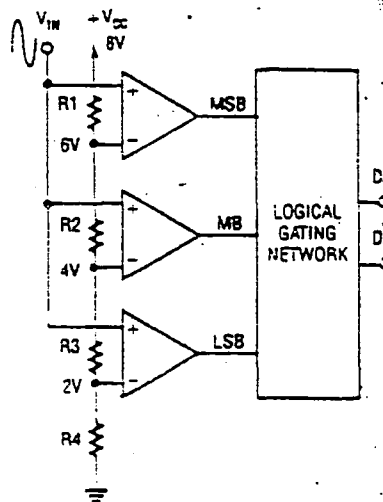 V_IN
+V_CC
8V
R1
+
-
6V
MSB
R2
+
-
4V
MB
LOGICAL
GATING
NETWORK
D
D
R3
+
-
2V
LSB
R4